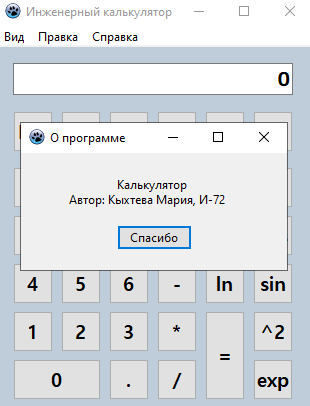 Инженерный калькулятор
Вид Правка Справка
0
О программе
Калькулятор
Автор: Кыхтева Мария, И-72
Спасибо
4 5 6 - ln sin
1 2 3 * = ^2
0 . / exp